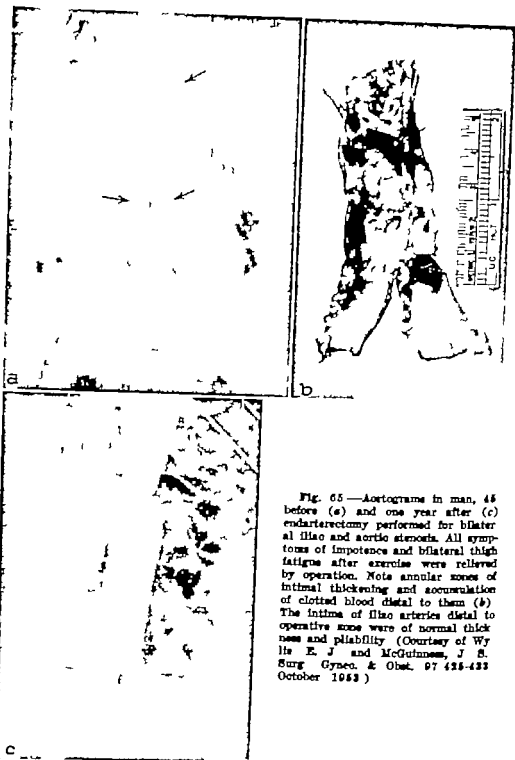 a
b
c
Fig. 65 —Aortograms in man, 45
before (a) and one year after (c)
endarterectomy performed for bilater
al iliac and aortic stenosis. All symp-
toms of impotence and bilateral thigh
fatigue after exercise were relieved
by operation. Note annular zones of
intimal thickening and accumulation
of clotted blood distal to them (b)
The intima of iliac arteries distal to
operative zone were of normal thick
ness and pliability (Courtesy of Wy
lie E. J and McGuinness, J S.
Surg Gynec. & Obst. 97 425-433
October 1953 )